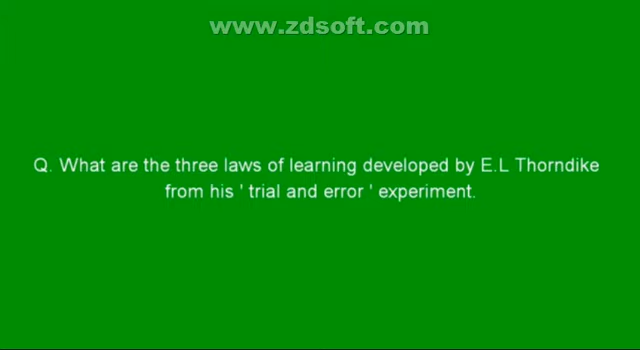 www.zdsoft.com
Q. What are the three laws of learning developed by E.L Thorndike
from his ' trial and error ' experiment.